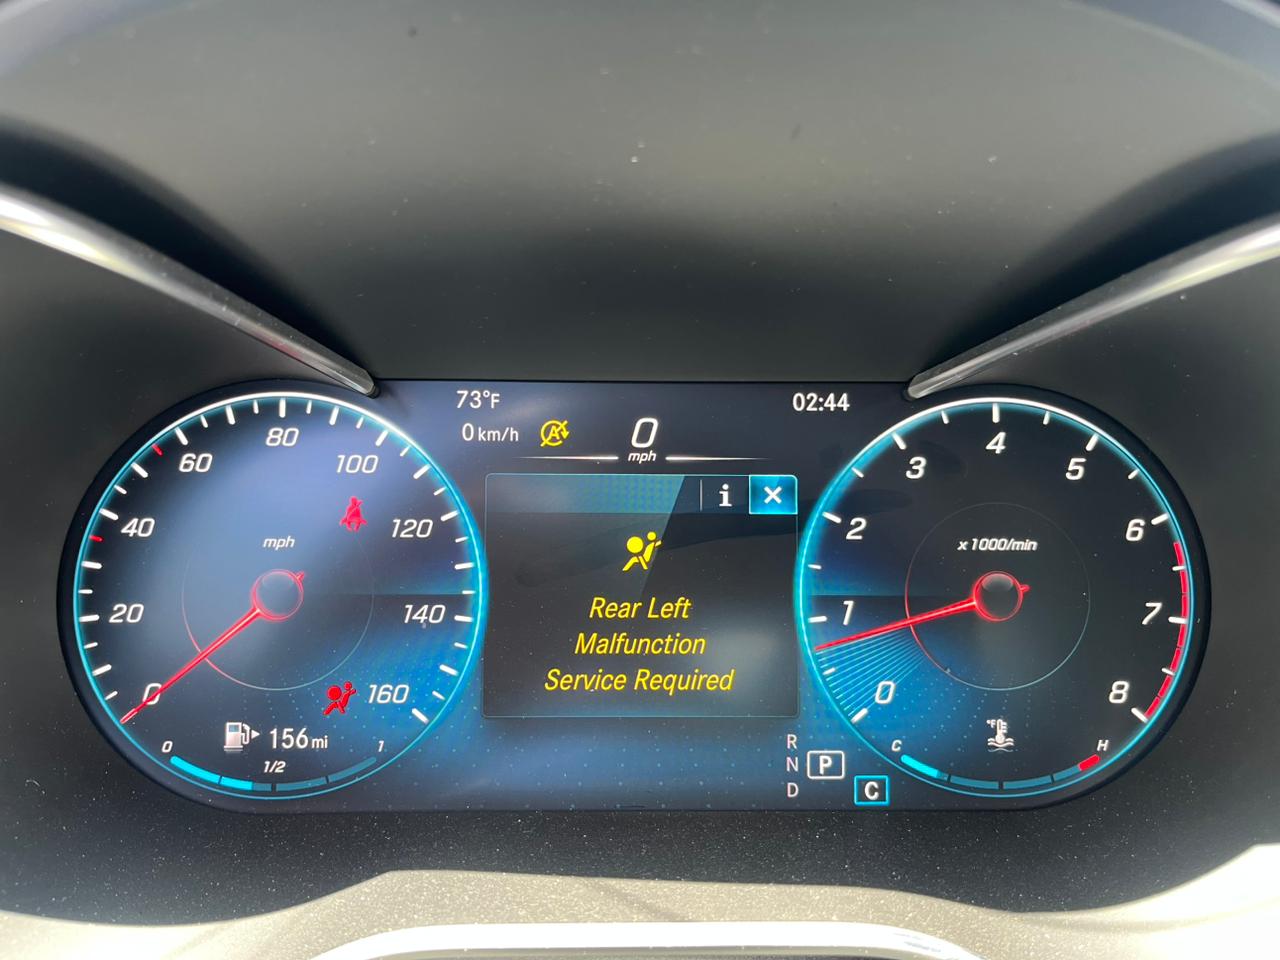 73°F
02:44
0 km/h
0
mph
i
Rear Left
Malfunction
Service Required
0
20
40
60
80
100
120
140
160
mph
156 mi
0
1/2
1
R
N
D
P
C
0
1
2
3
4
5
6
7
8
x 1000/min
°F
C
H